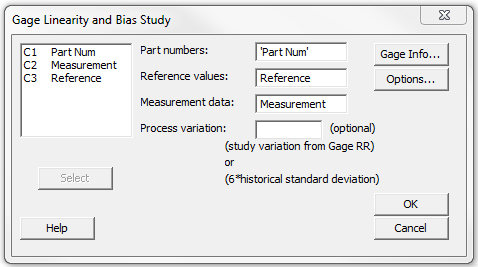 Gage Linearity and Bias Study
C1 Part Num
C2 Measurement
C3 Reference
Part numbers: 'Part Num'
Reference values: Reference
Measurement data: Measurement
Process variation: (optional)
(study variation from Gage RR)
or
(6*historical standard deviation)
Gage Info...
Options...
Select
Help
OK
Cancel